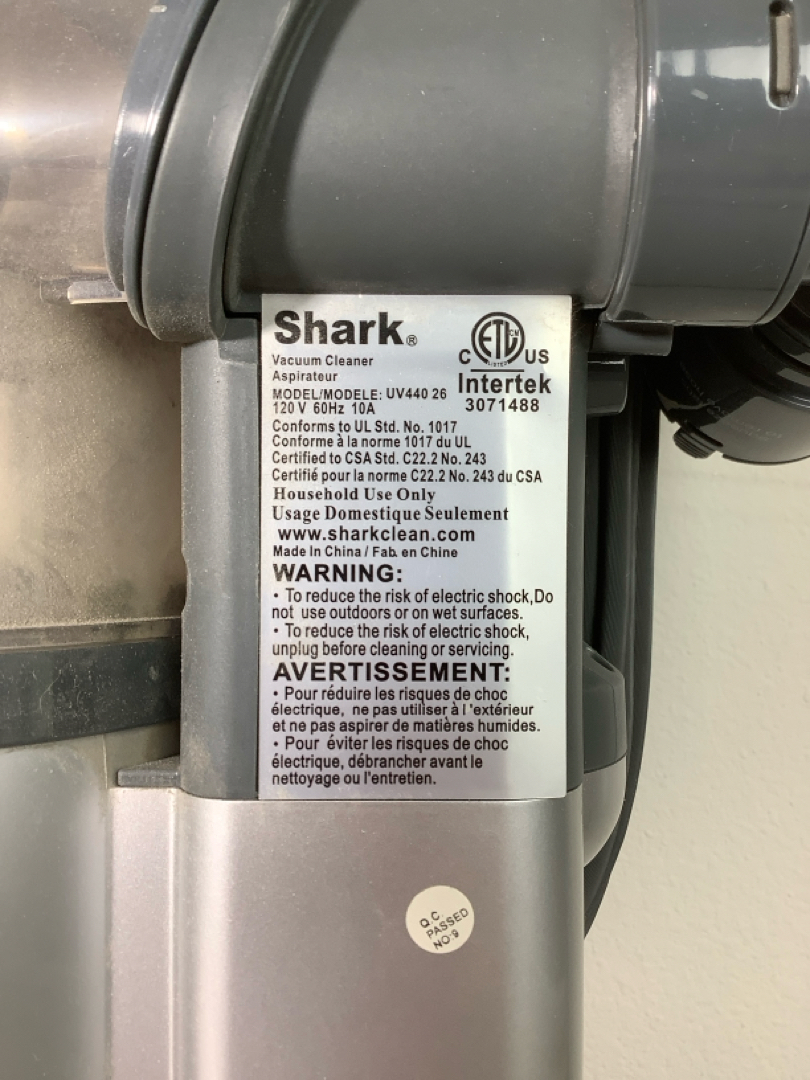 Shark®
Vacuum Cleaner
Aspirateur
MODEL/MODELE: UV440 26
120 V 60Hz 10A
ETL CM
LISTED
C US
Intertek
3071488
Conforms to UL Std. No. 1017
Conforme à la norme 1017 du UL
Certified to CSA Std. C22.2 No. 243
Certifié pour la norme C22.2 No. 243 du CSA
Household Use Only
Usage Domestique Seulement
www.sharkclean.com
Made In China / Fab. en Chine
WARNING:
• To reduce the risk of electric shock,Do
not use outdoors or on wet surfaces.
• To reduce the risk of electric shock,
unplug before cleaning or servicing.
AVERTISSEMENT:
• Pour réduire les risques de choc
électrique, ne pas utiliser à l'extérieur
et ne pas aspirer de matières humides.
• Pour éviter les risques de choc
électrique, débrancher avant le
nettoyage ou l'entretien.
Q.C
PASSED
NO·9